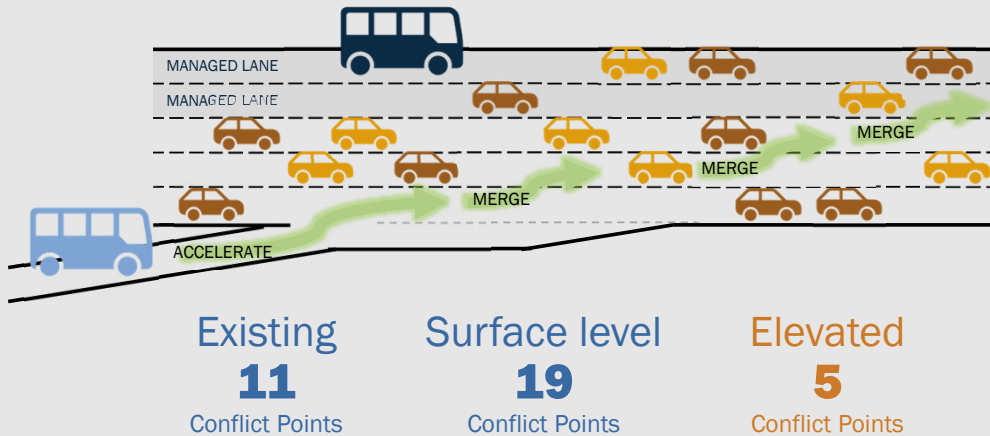 MANAGED LANE
MANAGED LANE
MERGE
MERGE
MERGE
ACCELERATE
Existing
11
Conflict Points
Surface level
19
Conflict Points
Elevated
5
Conflict Points